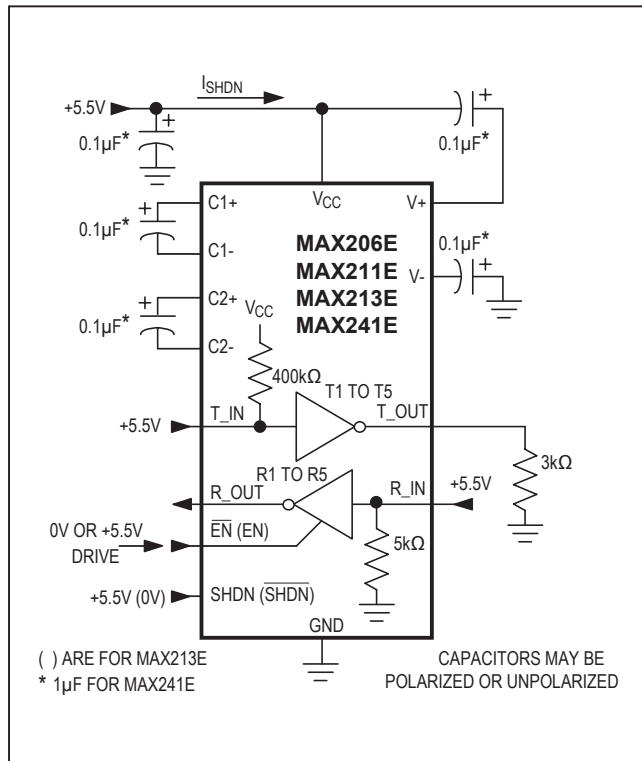 I_SHDN
+5.5V
0.1µF*
0.1µF*
V_CC
V+
C1+
0.1µF*
C1-
MAX206E
MAX211E
MAX213E
MAX241E
0.1µF*
V-
C2+
0.1µF*
C2-
V_CC
400kΩ
T1 TO T5
+5.5V
T_IN
T_OUT
3kΩ
R1 TO R5
R_OUT
R_IN
+5.5V
0V OR +5.5V
DRIVE
E̅N̅ (EN)
5kΩ
+5.5V (0V)
SHDN (S̅H̅D̅N̅)
GND
( ) ARE FOR MAX213E
* 1µF FOR MAX241E
CAPACITORS MAY BE
POLARIZED OR UNPOLARIZED